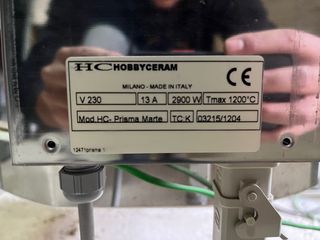 HC HOBBYCERAM
MILANO - MADE IN ITALY
CE
V 230 13 A 2900 W Tmax 1200°C
Mod HC- Prisma Marte TC:K 03215/1204
12471prisma 1